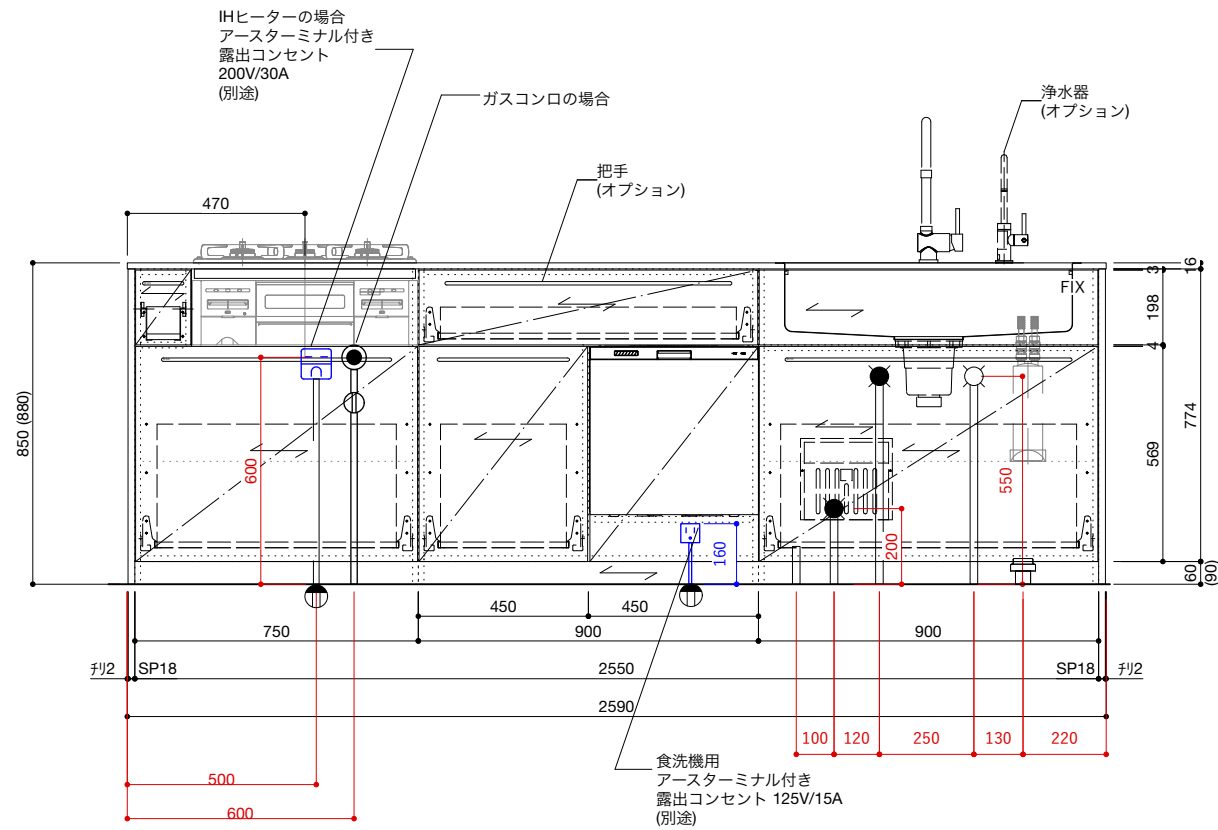 IHヒーターの場合
アースターミナル付き
露出コンセント
200V/30A
(別途)
ガスコンロの場合
浄水器
(オプション)
把手
(オプション)
470
16
3
FIX
198
4
850 (880)
774
569
600
550
200
160
60
(90)
450
450
750
900
900
チリ2
SP18
2550
SP18
チリ2
2590
100
120
250
130
220
500
600
食洗機用
アースターミナル付き
露出コンセント 125V/15A
(別途)